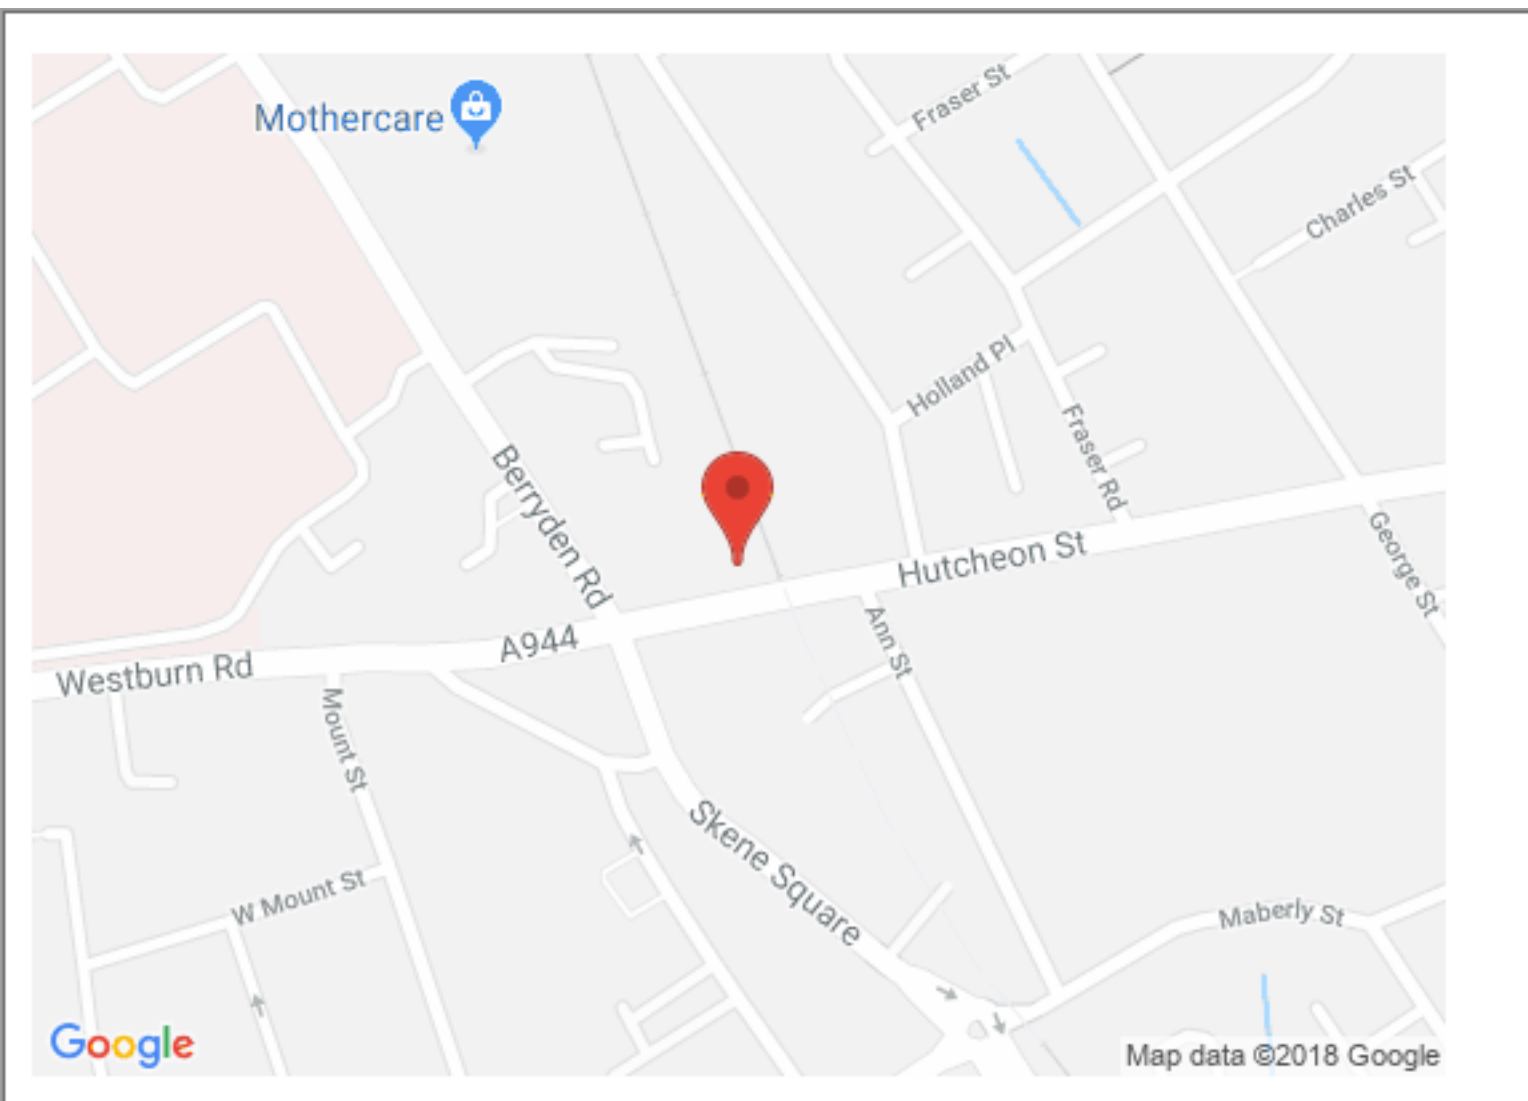 Mothercare
Fraser St
Charles St
Holland Pl
Fraser Rd
Berryden Rd
George St
Hutcheon St
Ann St
A944
Westburn Rd
Mount St
Skene Square
W Mount St
Maberly St
Google
Map data ©2018 Google